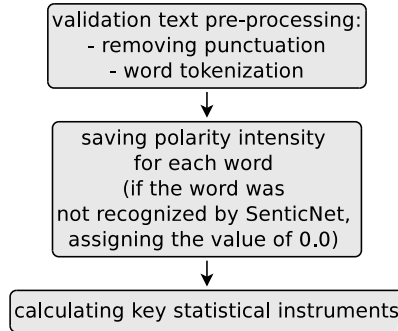 validation text pre-processing:
- removing punctuation
- word tokenization
saving polarity intensity
for each word
(if the word was
not recognized by SenticNet,
assigning the value of 0.0)
calculating key statistical instruments